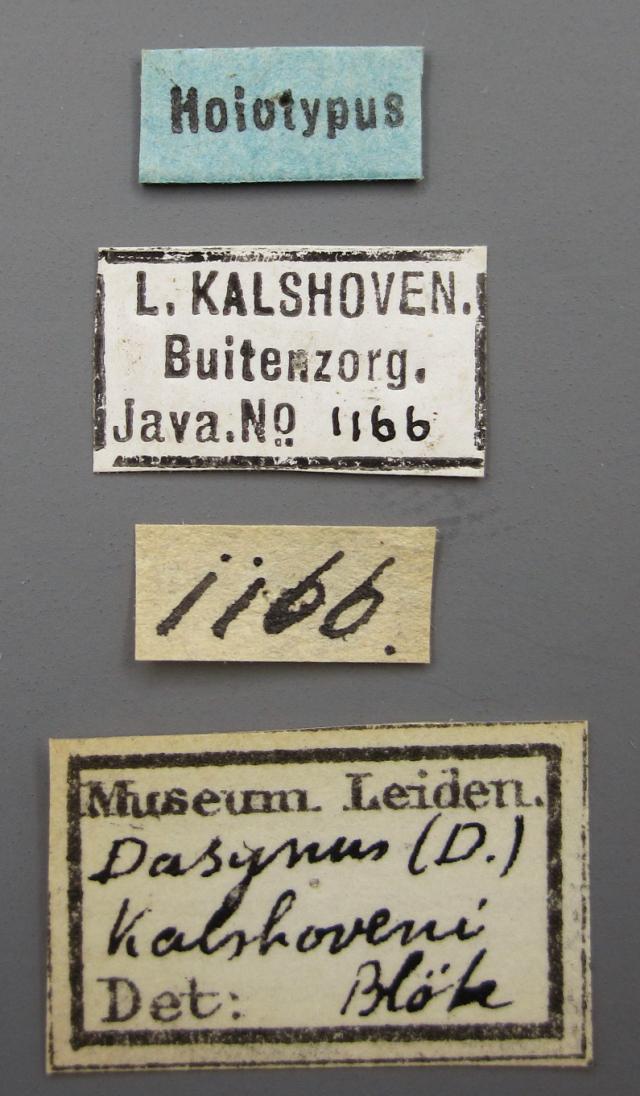 Holotypus
L. KALSHOVEN.
Buitenzorg.
Java. No 1166
1166.
Museum Leiden.
Dasynus (D.)
Kalshoveni
Det: Blöte